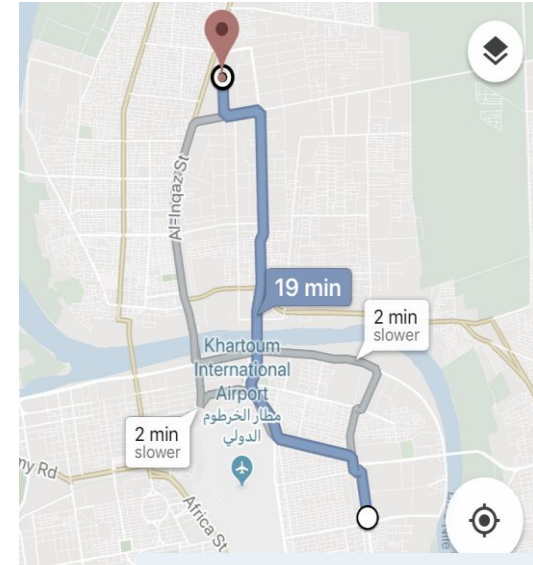 Al-Inqaz St
19 min
2 min
slower
Khartoum
International
Airport
مطار الخرطوم
الدولي
2 min
slower
ny Rd
Africa St